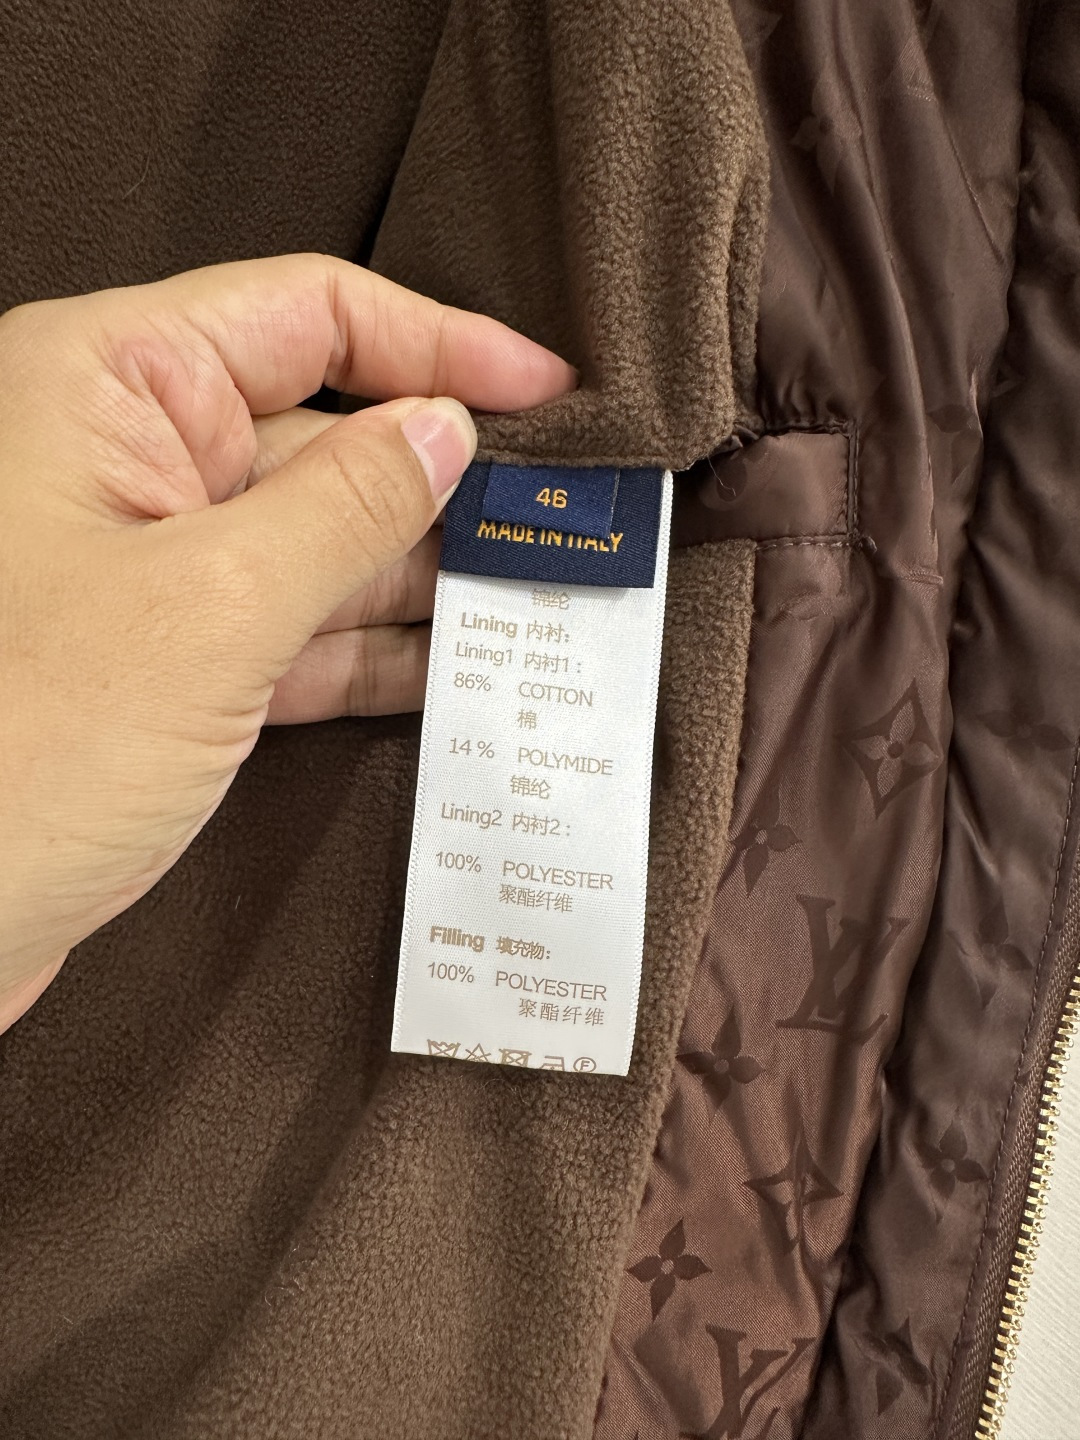 46
MADE IN ITALY
锦纶
Lining 内衬:
Lining1 内衬1:
86% COTTON
棉
14% POLYMIDE
锦纶
Lining2 内衬2:
100% POLYESTER
聚酯纤维
Filling 填充物:
100% POLYESTER
聚酯纤维
F
LV
LV